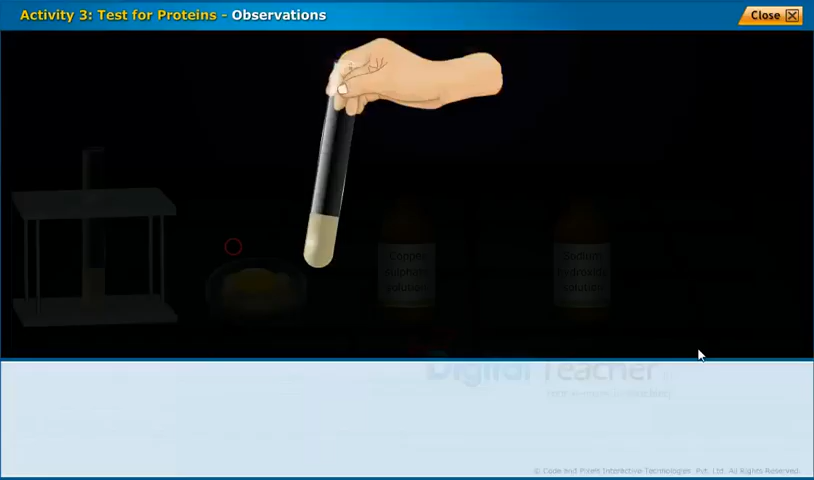 Activity 3: Test for Proteins - Observations
Close
Copper
sulphate
solution
Sodium
hydroxide
solution
Digital Teacher
© Code and Pixels Interactive Technologies Pvt. Ltd. All Rights Reserved.